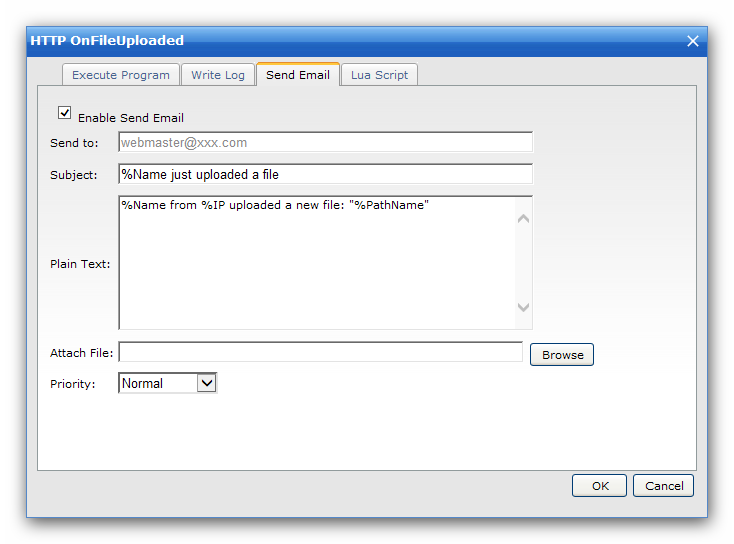 HTTP OnFileUploaded
Execute Program Write Log Send Email Lua Script
Enable Send Email
Send to: webmaster@xxx.com
Subject: %Name just uploaded a file
%Name from %IP uploaded a new file: "%PathName"
Plain Text:
Attach File: Browse
Priority: Normal
OK Cancel